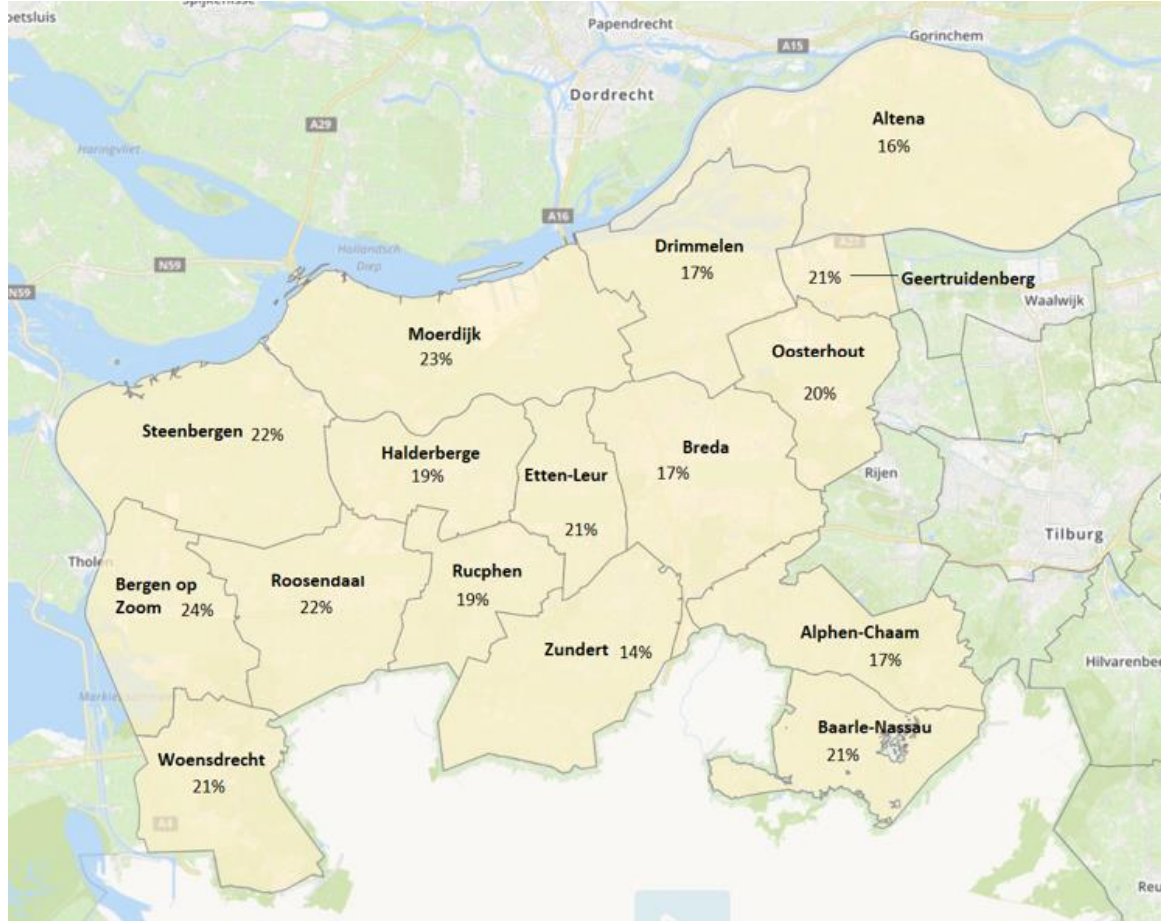 Papendrecht
Gorinchem
A15
Dordrecht
A29
Altena
16%
Haringvliet
A16
Hollandsch
Diep
Drimmelen
17%
N59
21%
Geertruidenberg
N59
Waalwijk
Moerdijk
23%
Oosterhout
20%
Steenbergen 22%
Halderberge
19%
Etten-Leur
21%
Breda
17%
Rijen
Tilburg
Tholen
Bergen op
Zoom 24%
Roosendaal
22%
Rucphen
19%
Zundert 14%
Alphen-Chaam
17%
Hilvarenbee
Baarle-Nassau
21%
Woensdrecht
21%
A4
Reu